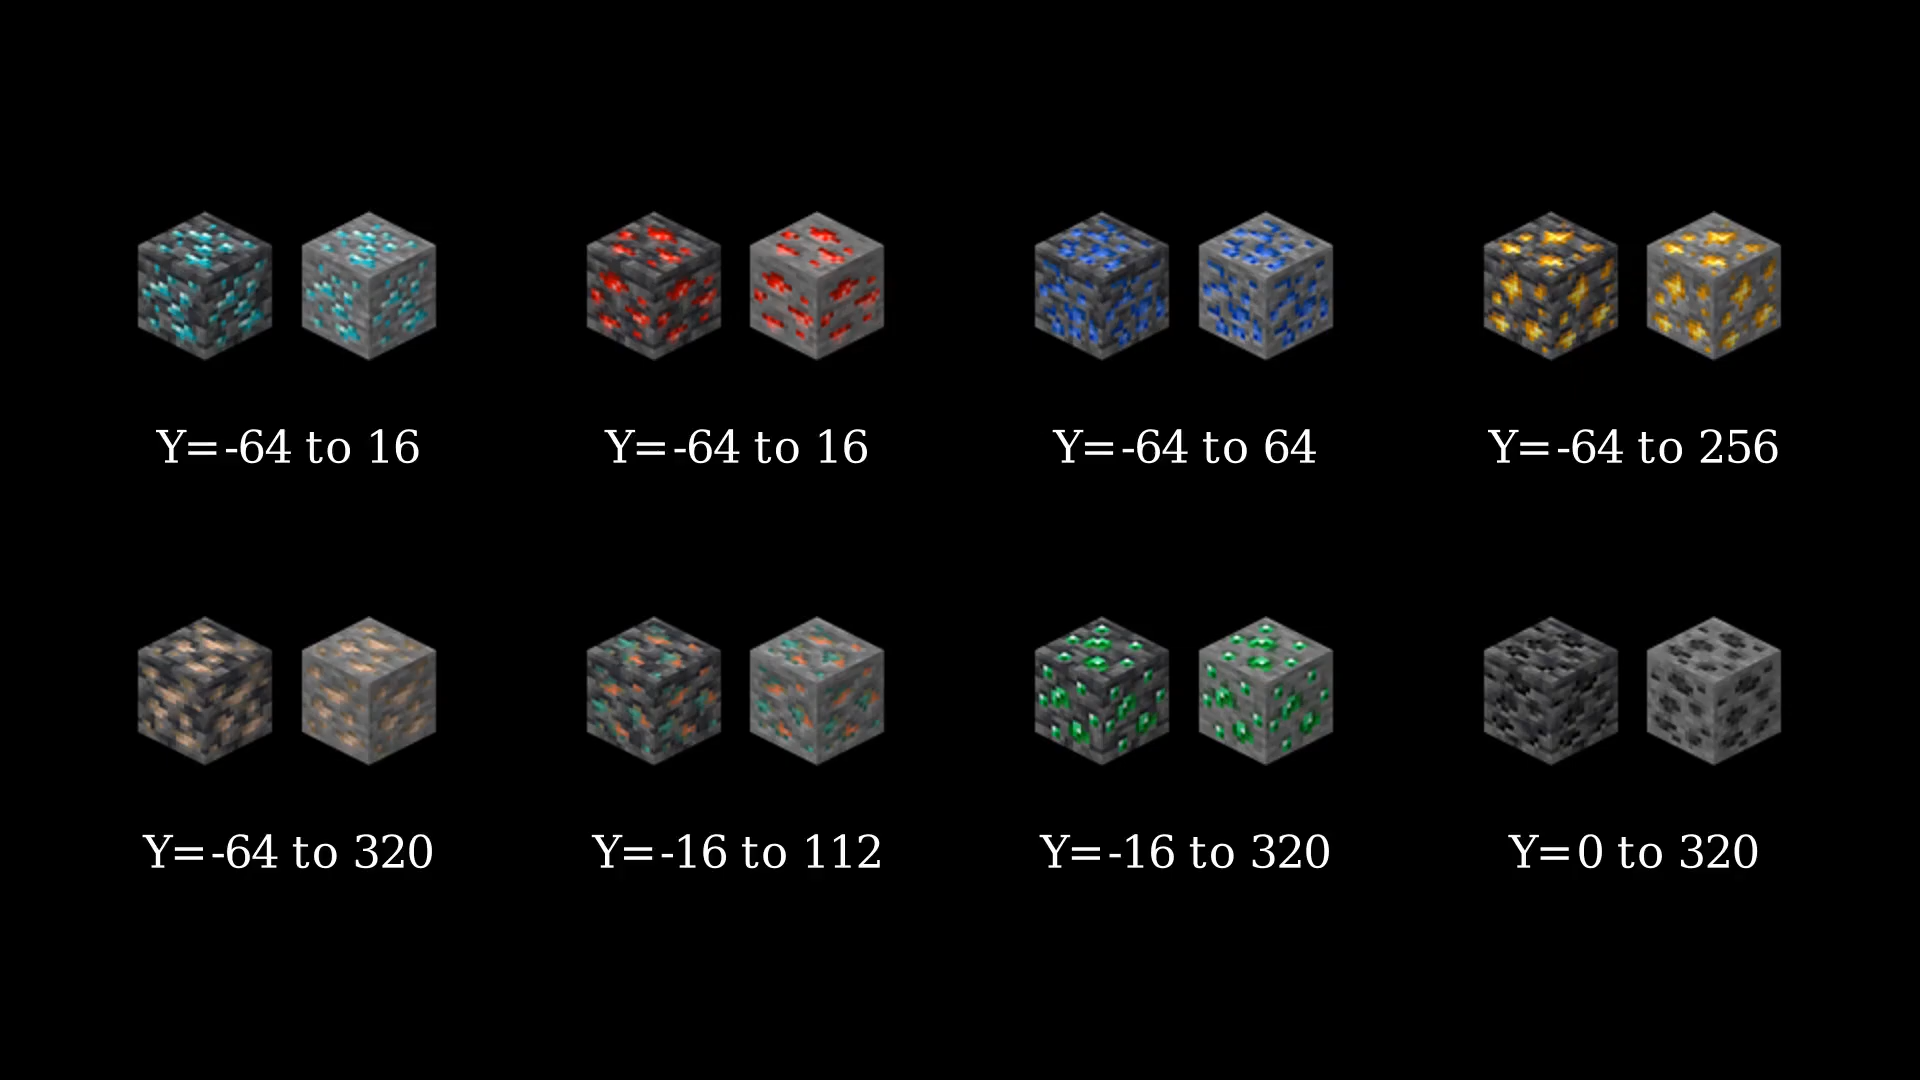 Y=-64 to 16
Y=-64 to 16
Y=-64 to 64
Y=-64 to 256
Y=-64 to 320
Y=-16 to 112
Y=-16 to 320
Y=0 to 320